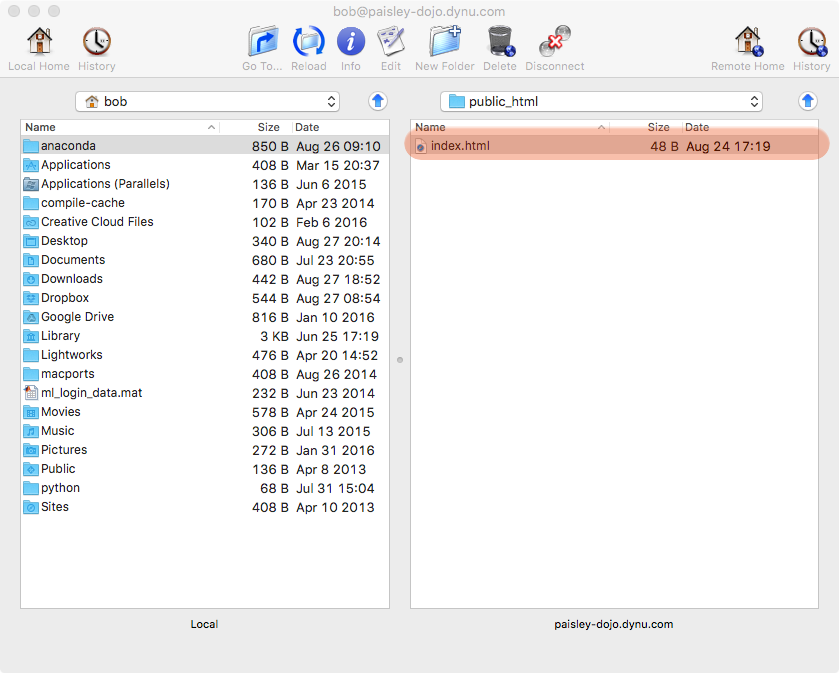 bob@paisley-dojo.dynu.com
Local Home History Go To... Reload Info Edit New Folder Delete Disconnect Remote Home History
bob public_html
Name Size Date Name Size Date
anaconda 850 B Aug 26 09:10 index.html 48 B Aug 24 17:19
Applications 408 B Mar 15 20:37
Applications (Parallels) 136 B Jun 6 2015
compile-cache 170 B Apr 23 2014
Creative Cloud Files 102 B Feb 6 2016
Desktop 340 B Aug 27 20:14
Documents 680 B Jul 23 20:55
Downloads 442 B Aug 27 18:52
Dropbox 544 B Aug 27 08:54
Google Drive 816 B Jan 10 2016
Library 3 KB Jun 25 17:19
Lightworks 476 B Apr 20 14:52
macports 408 B Aug 26 2014
ml_login_data.mat 232 B Jun 23 2014
Movies 578 B Apr 24 2015
Music 306 B Jul 13 2015
Pictures 272 B Jan 31 2016
Public 136 B Apr 8 2013
python 68 B Jul 31 15:04
Sites 408 B Apr 10 2013
Local paisley-dojo.dynu.com